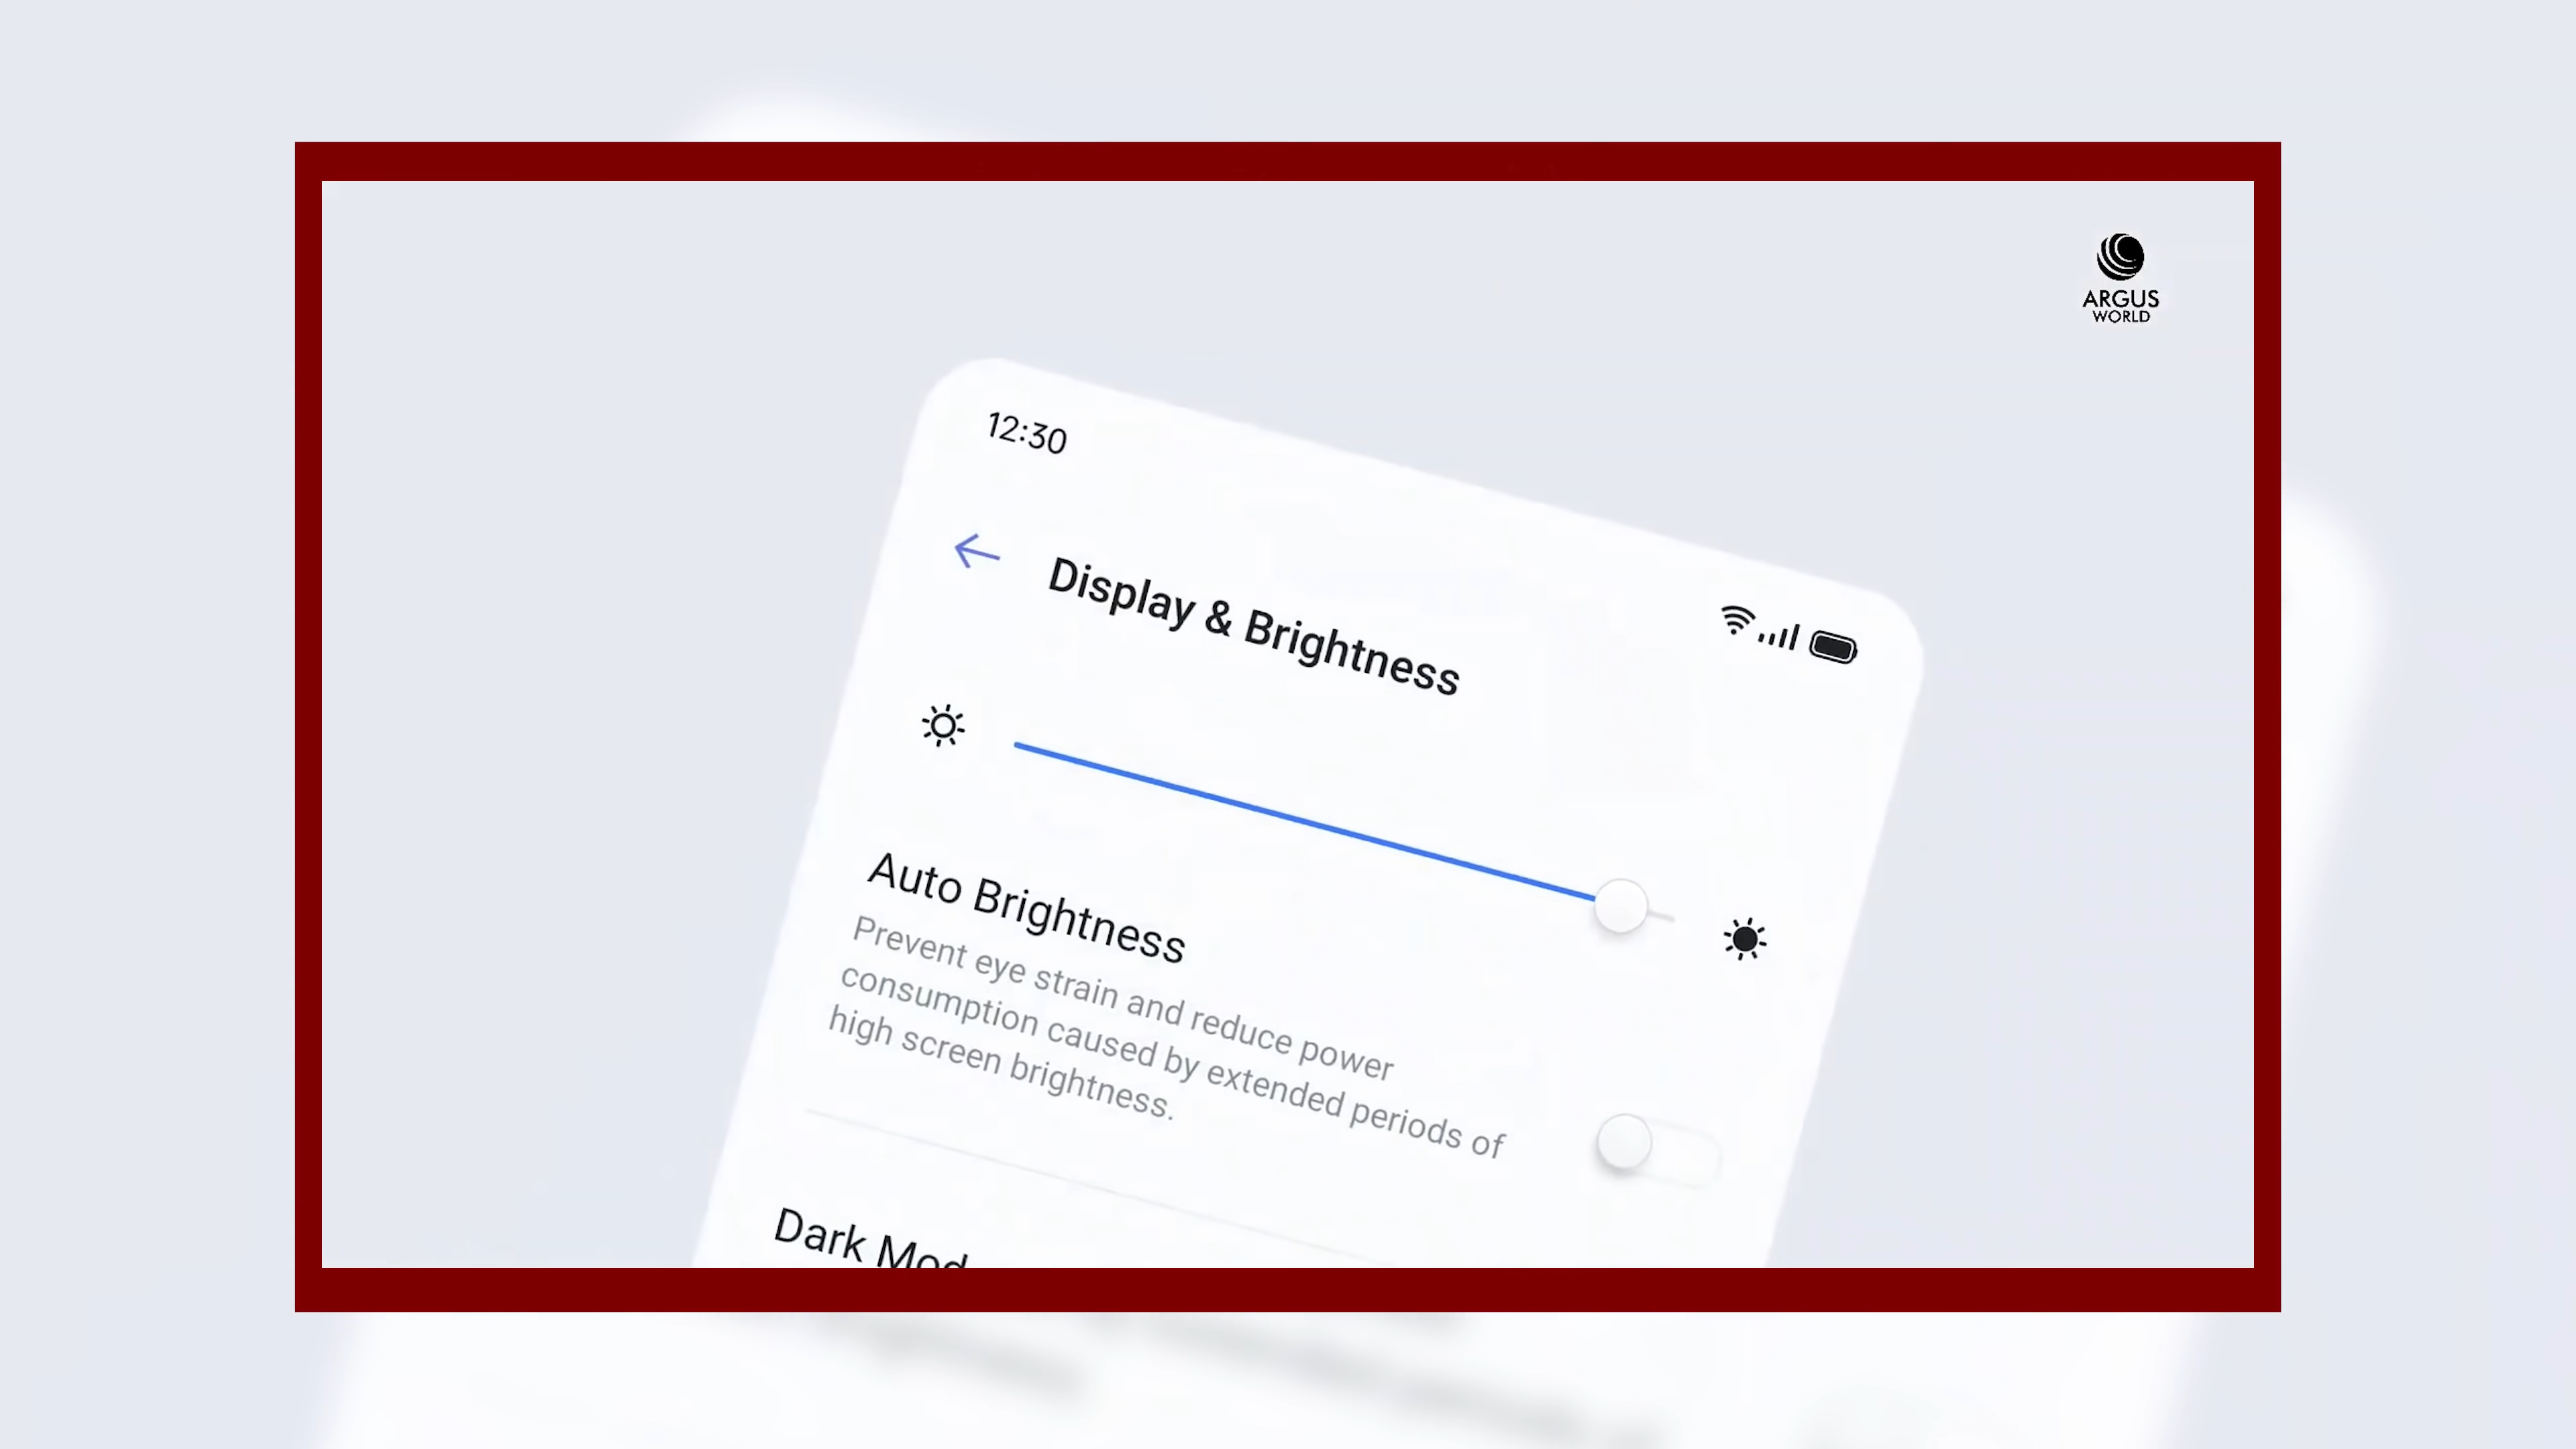 ARGUS
WORLD
12:30
Display & Brightness
Auto Brightness
Prevent eye strain and reduce power
consumption caused by extended periods of
high screen brightness.
Dark Mod